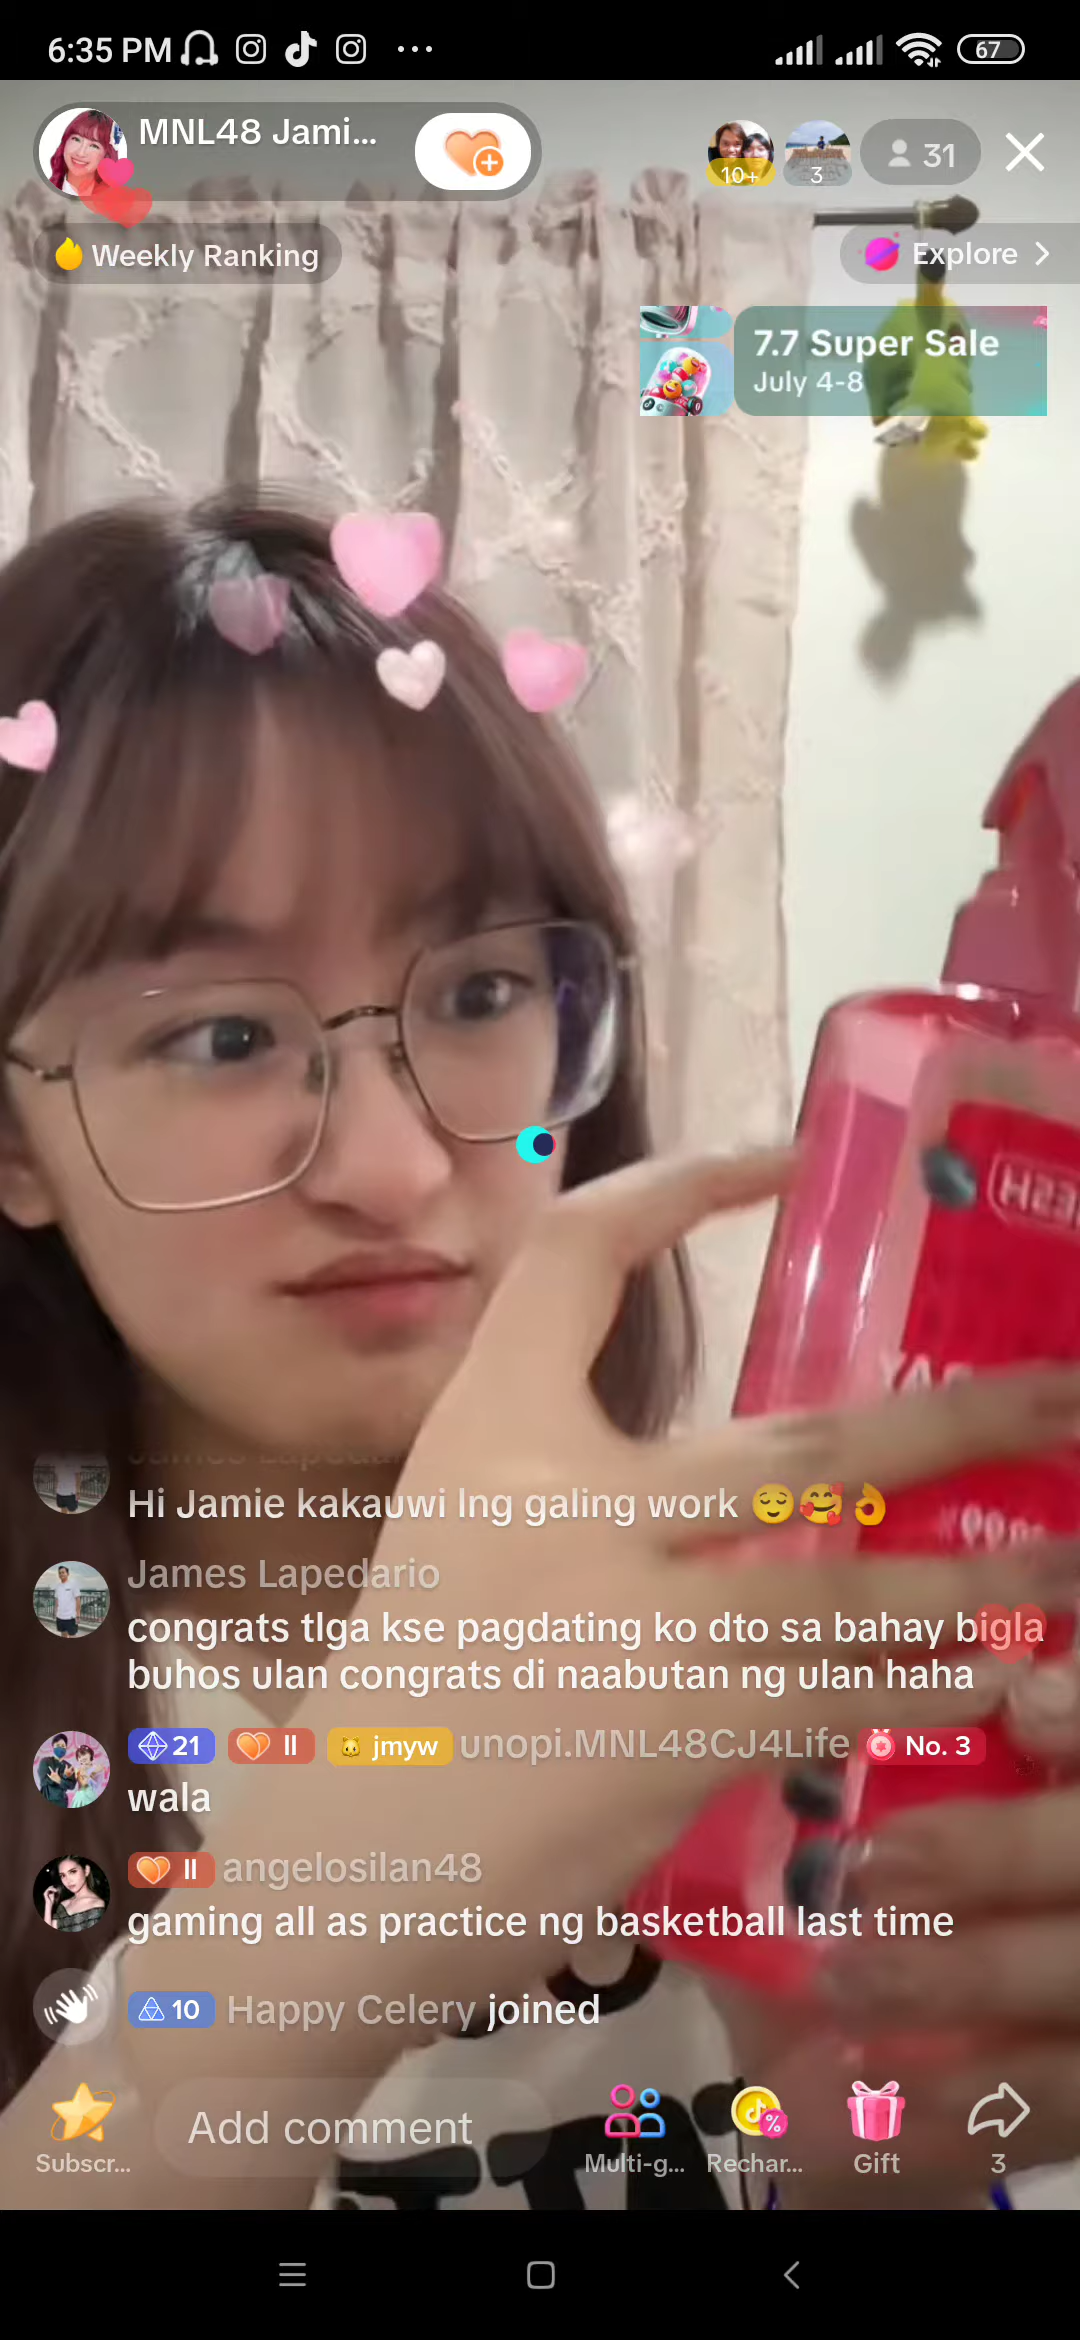 6:35 PM
67
MNL48 Jami...
10+
3
31
Weekly Ranking
Explore
7.7 Super Sale
July 4-8
Hi Jamie kakauwi lng galing work 😌🥰👌
James Lapedario
congrats tlga kse pagdating ko dto sa bahay bigla
buhos ulan congrats di naabutan ng ulan haha
21 II jmyw unopi.MNL48CJ4Life No. 3
wala
II angelosilan48
gaming all as practice ng basketball last time
10 Happy Celery joined
Add comment
Subscr...
Multi-g...
Rechar...
Gift
3